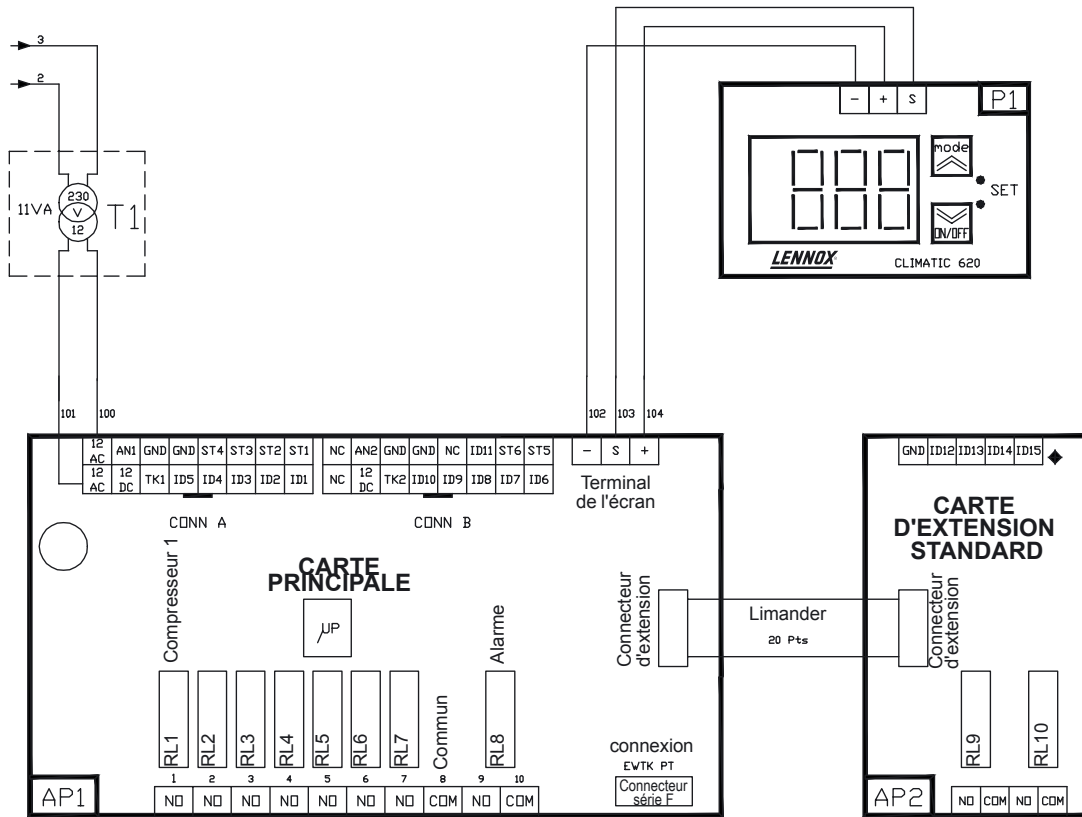 3
2
11VA
230
V
12
T1
101
100
102
103
104
- + S
P1
mode
SET
ON/OFF
LENNOX
CLIMATIC 620
12 AC AN1 GND GND ST4 ST3 ST2 ST1
12 AC 12 DC TK1 ID5 ID4 ID3 ID2 ID1
CONN A
NC AN2 GND GND NC ID11 ST6 ST5
NC 12 DC TK2 ID10 ID9 ID8 ID7 ID6
CONN B
- S +
Terminal
de l'écran
CARTE
PRINCIPALE
µP
Compresseur 1
Commun
Alarme
RL1
RL2
RL3
RL4
RL5
RL6
RL7
RL8
1 2 3 4 5 6 7 8 9 10
NO NO NO NO NO NO NO COM NO COM
AP1
Connecteur
d'extension
connexion
EWTK PT
Connecteur
série F
Limander
20 Pts
GND ID12 ID13 ID14 ID15
CARTE
D'EXTENSION
STANDARD
Connecteur
d'extension
RL9
RL10
AP2
NO COM NO COM